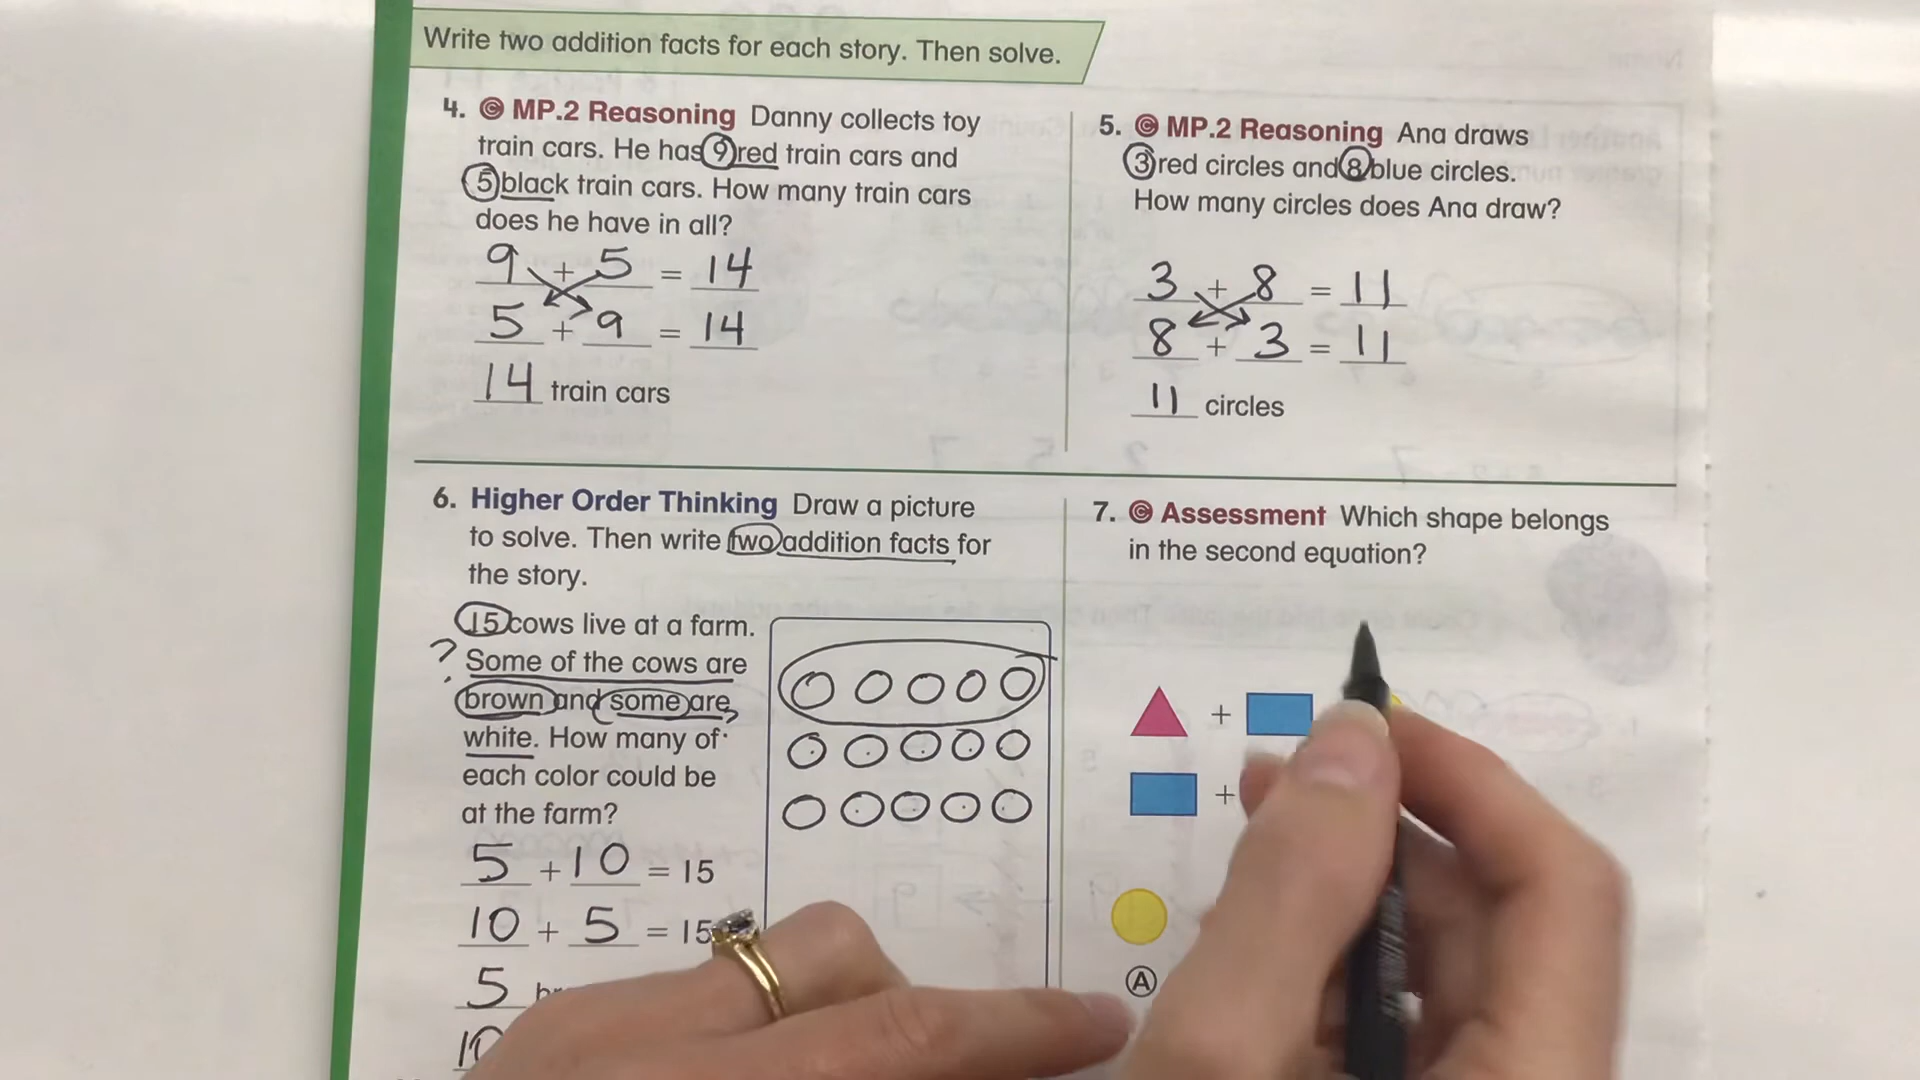 Write two addition facts for each story. Then solve.
4. © MP.2 Reasoning Danny collects toy
train cars. He has 9 red train cars and
5 black train cars. How many train cars
does he have in all?
9 + 5 = 14
5 + 9 = 14
14 train cars
5. © MP.2 Reasoning Ana draws
3 red circles and 8 blue circles.
How many circles does Ana draw?
3 + 8 = 11
8 + 3 = 11
11 circles
6. Higher Order Thinking Draw a picture
to solve. Then write two addition facts for
the story.
15 cows live at a farm.
? Some of the cows are
brown and some are
white. How many of
each color could be
at the farm?
5 + 10 = 15
10 + 5 = 15
5
10
7. © Assessment Which shape belongs
in the second equation?
+
+
A